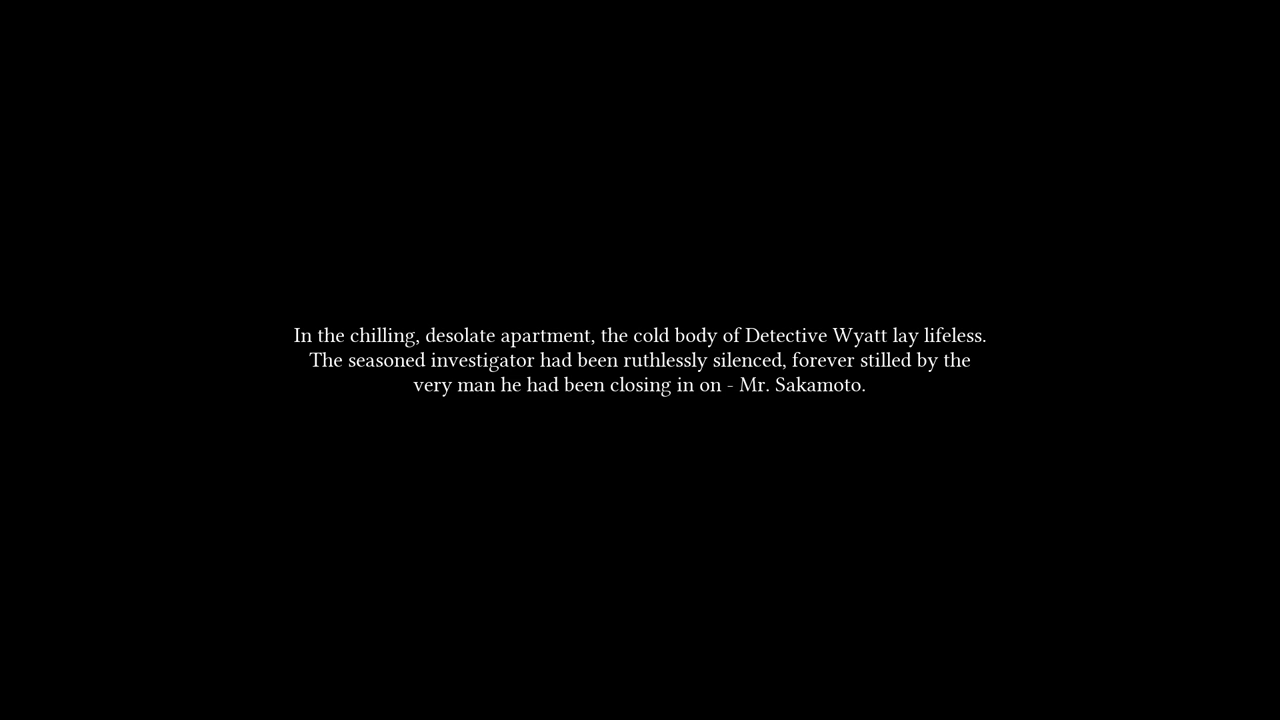 In the chilling, desolate apartment, the cold body of Detective Wyatt lay lifeless.
The seasoned investigator had been ruthlessly silenced, forever stilled by the
very man he had been closing in on - Mr. Sakamoto.